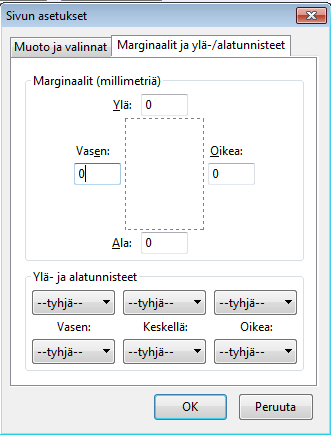 Sivun asetukset
Muoto ja valinnat
Marginaalit ja ylä-/alatunnisteet
Marginaalit (millimetriä)
Ylä: 0
Vasen:
Oikea:
0
0
Ala: 0
Ylä- ja alatunnisteet
--tyhjä-- --tyhjä-- --tyhjä--
Vasen: Keskellä: Oikea:
--tyhjä-- --tyhjä-- --tyhjä--
OK Peruuta